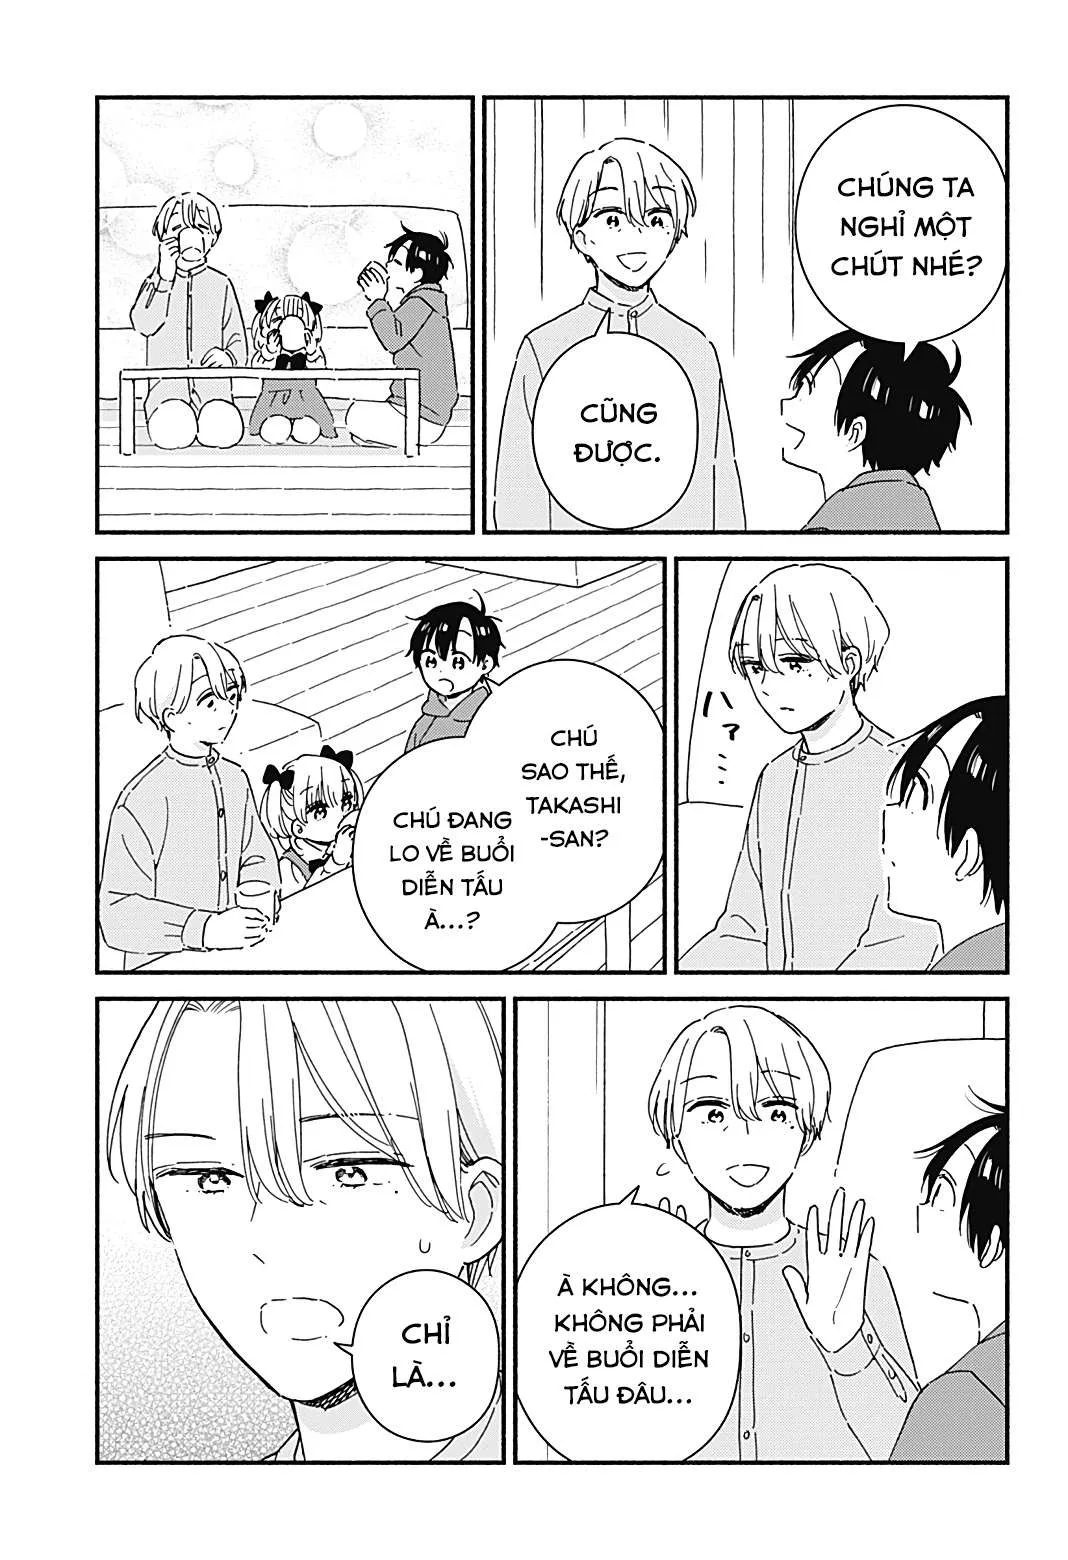 CHÚNG TA
NGHỈ MỘT
CHÚT NHÉ?
CŨNG
ĐƯỢC.
ハ?
CHÚ
SAO THẾ,
TAKASHI
-SAN?
CHÚ ĐANG
LO VỀ BUỔI
DIỄN TẤU
À...?
À KHÔNG...
KHÔNG PHẢI
VỀ BUỔI DIỄN
TẤU ĐÂU...
CHỈ
LÀ...